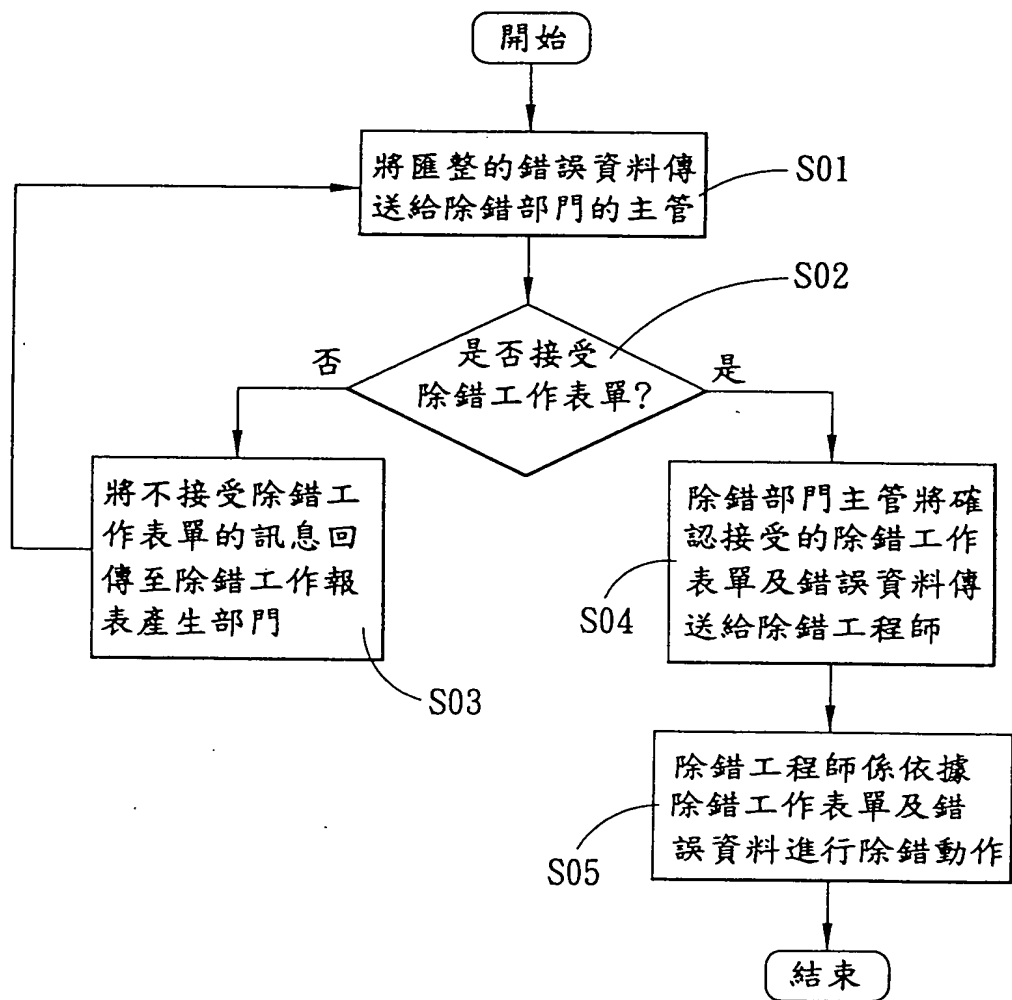 開始
將匯整的錯誤資料傳
送給除錯部門的主管
S01
S02
是否接受
除錯工作表單?
否
是
將不接受除錯工
作表單的訊息回
傳至除錯工作報
表產生部門
S03
除錯部門主管將確
認接受的除錯工作
表單及錯誤資料傳
送給除錯工程師
S04
除錯工程師係依據
除錯工作表單及錯
誤資料進行除錯動作
S05
結束